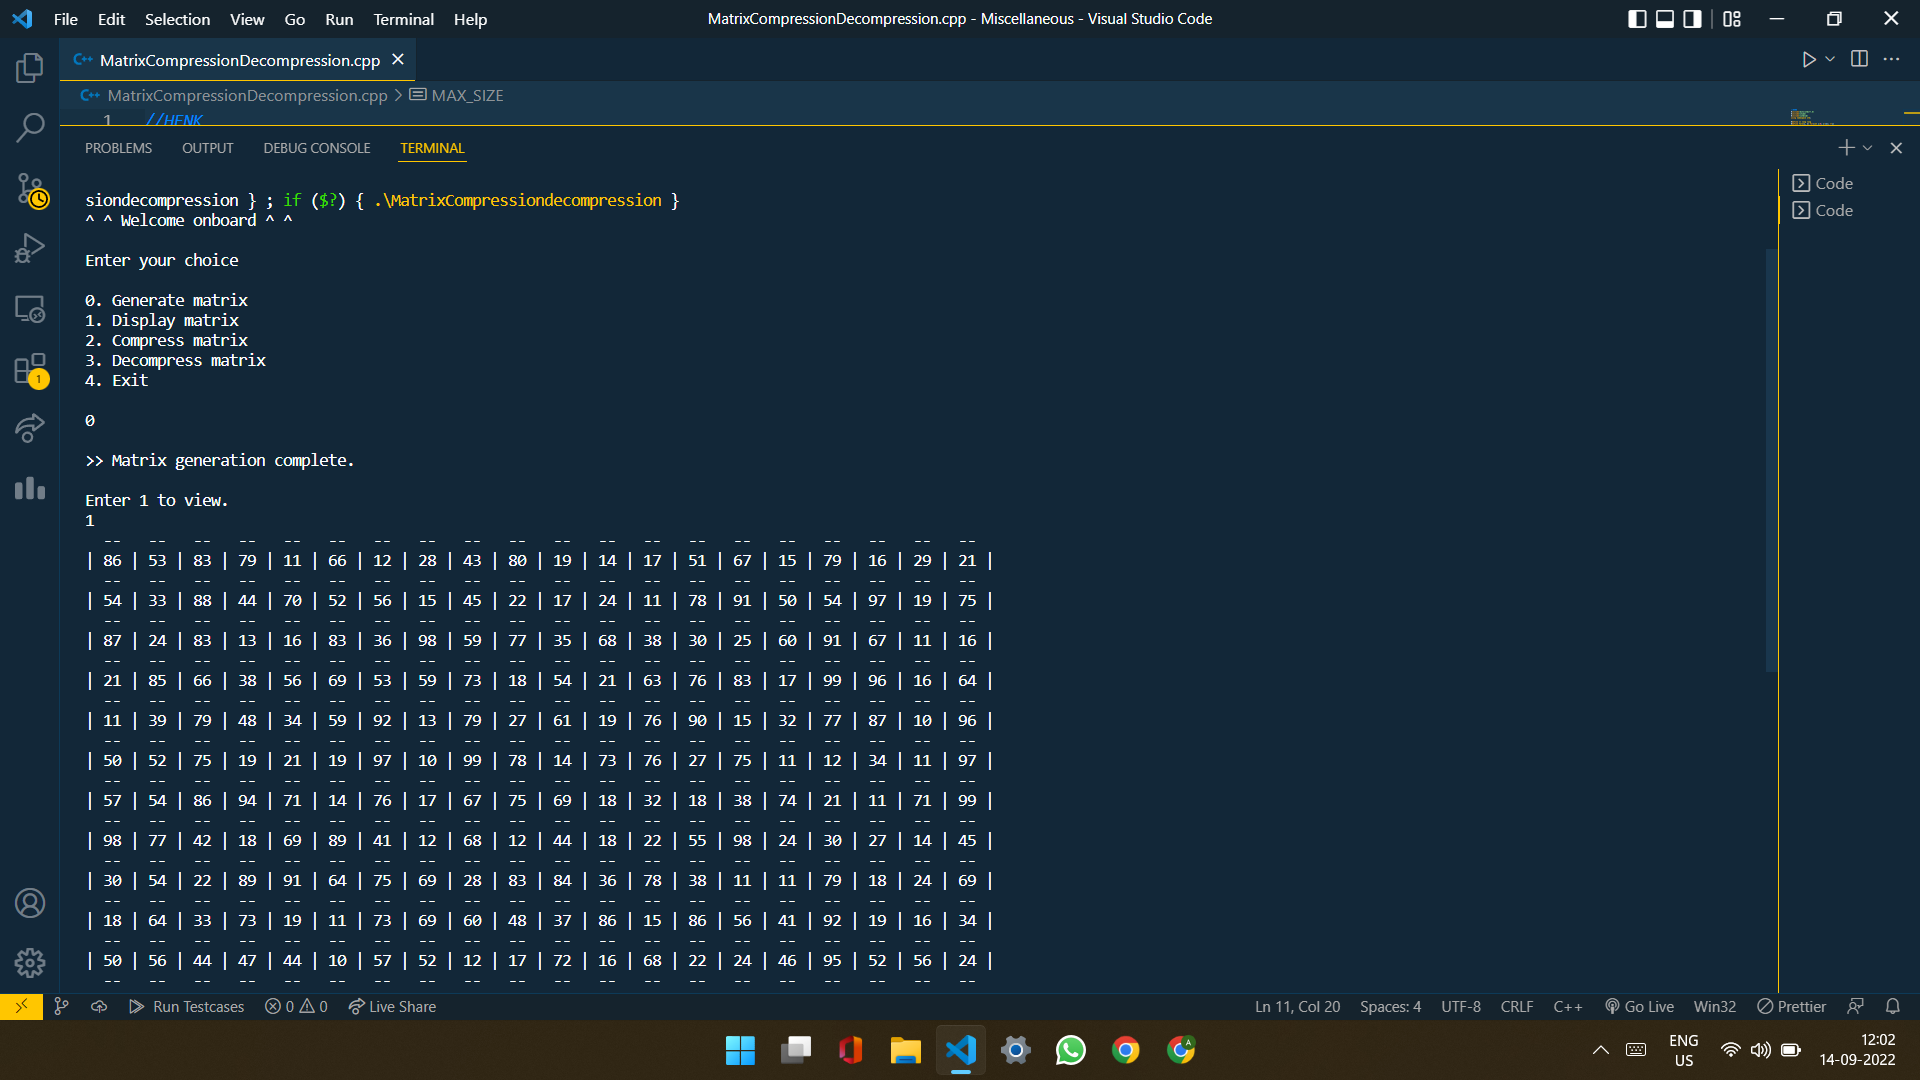 File Edit Selection View Go Run Terminal Help MatrixCompressionDecompression.cpp - Miscellaneous - Visual Studio Code
C++ MatrixCompressionDecompression.cpp
C++ MatrixCompressionDecompression.cpp > MAX_SIZE
1 //HENK
PROBLEMS OUTPUT DEBUG CONSOLE TERMINAL
Code
Code
siondecompression } ; if ($?) { .\MatrixCompressiondecompression }
^ ^ Welcome onboard ^ ^
Enter your choice
0. Generate matrix
1. Display matrix
2. Compress matrix
3. Decompress matrix
4. Exit
0
>> Matrix generation complete.
Enter 1 to view.
1
-- -- -- -- -- -- -- -- -- -- -- -- -- -- -- -- -- -- -- --
| 86 | 53 | 83 | 79 | 11 | 66 | 12 | 28 | 43 | 80 | 19 | 14 | 17 | 51 | 67 | 15 | 79 | 16 | 29 | 21 |
-- -- -- -- -- -- -- -- -- -- -- -- -- -- -- -- -- -- -- --
| 54 | 33 | 88 | 44 | 70 | 52 | 56 | 15 | 45 | 22 | 17 | 24 | 11 | 78 | 91 | 50 | 54 | 97 | 19 | 75 |
-- -- -- -- -- -- -- -- -- -- -- -- -- -- -- -- -- -- -- --
| 87 | 24 | 83 | 13 | 16 | 83 | 36 | 98 | 59 | 77 | 35 | 68 | 38 | 30 | 25 | 60 | 91 | 67 | 11 | 16 |
-- -- -- -- -- -- -- -- -- -- -- -- -- -- -- -- -- -- -- --
| 21 | 85 | 66 | 38 | 56 | 69 | 53 | 59 | 73 | 18 | 54 | 21 | 63 | 76 | 83 | 17 | 99 | 96 | 16 | 64 |
-- -- -- -- -- -- -- -- -- -- -- -- -- -- -- -- -- -- -- --
| 11 | 39 | 79 | 48 | 34 | 59 | 92 | 13 | 79 | 27 | 61 | 19 | 76 | 90 | 15 | 32 | 77 | 87 | 10 | 96 |
-- -- -- -- -- -- -- -- -- -- -- -- -- -- -- -- -- -- -- --
| 50 | 52 | 75 | 19 | 21 | 19 | 97 | 10 | 99 | 78 | 14 | 73 | 76 | 27 | 75 | 11 | 12 | 34 | 11 | 97 |
-- -- -- -- -- -- -- -- -- -- -- -- -- -- -- -- -- -- -- --
| 57 | 54 | 86 | 94 | 71 | 14 | 76 | 17 | 67 | 75 | 69 | 18 | 32 | 18 | 38 | 74 | 21 | 11 | 71 | 99 |
-- -- -- -- -- -- -- -- -- -- -- -- -- -- -- -- -- -- -- --
| 98 | 77 | 42 | 18 | 69 | 89 | 41 | 12 | 68 | 12 | 44 | 18 | 22 | 55 | 98 | 24 | 30 | 27 | 14 | 45 |
-- -- -- -- -- -- -- -- -- -- -- -- -- -- -- -- -- -- -- --
| 30 | 54 | 22 | 89 | 91 | 64 | 75 | 69 | 28 | 83 | 84 | 36 | 78 | 38 | 11 | 11 | 79 | 18 | 24 | 69 |
-- -- -- -- -- -- -- -- -- -- -- -- -- -- -- -- -- -- -- --
| 18 | 64 | 33 | 73 | 19 | 11 | 73 | 69 | 60 | 48 | 37 | 86 | 15 | 86 | 56 | 41 | 92 | 19 | 16 | 34 |
-- -- -- -- -- -- -- -- -- -- -- -- -- -- -- -- -- -- -- --
| 50 | 56 | 44 | 47 | 44 | 10 | 57 | 52 | 12 | 17 | 72 | 16 | 68 | 22 | 24 | 46 | 95 | 52 | 56 | 24 |
-- -- -- -- -- -- -- -- -- -- -- -- -- -- -- -- -- -- -- --
1
Run Testcases 0 0 Live Share Ln 11, Col 20 Spaces: 4 UTF-8 CRLF C++ Go Live Win32 Prettier
ENG
US
12:02
14-09-2022
A